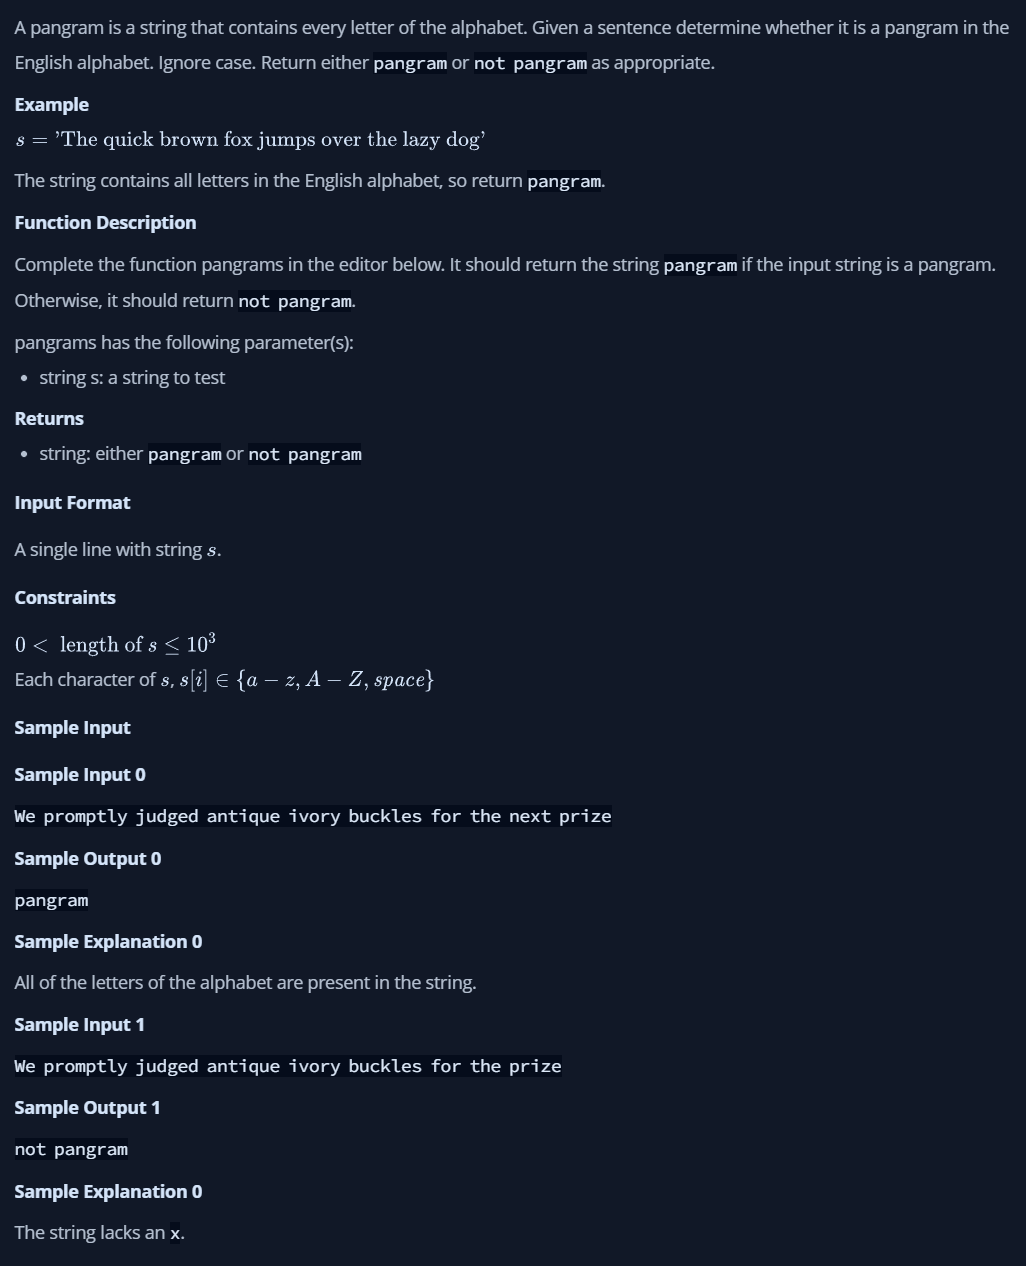 A pangram is a string that contains every letter of the alphabet. Given a sentence determine whether it is a pangram in the
English alphabet. Ignore case. Return either pangram or not pangram as appropriate.
Example
s = 'The quick brown fox jumps over the lazy dog'
The string contains all letters in the English alphabet, so return pangram.
Function Description
Complete the function pangrams in the editor below. It should return the string pangram if the input string is a pangram.
Otherwise, it should return not pangram.
pangrams has the following parameter(s):
• string s: a string to test
Returns
• string: either pangram or not pangram
Input Format
A single line with string s.
Constraints
0 < length of s ≤ 10³
Each character of s, s[i] ∈ {a − z, A − Z, space}
Sample Input
Sample Input 0
We promptly judged antique ivory buckles for the next prize
Sample Output 0
pangram
Sample Explanation 0
All of the letters of the alphabet are present in the string.
Sample Input 1
We promptly judged antique ivory buckles for the prize
Sample Output 1
not pangram
Sample Explanation 0
The string lacks an x.